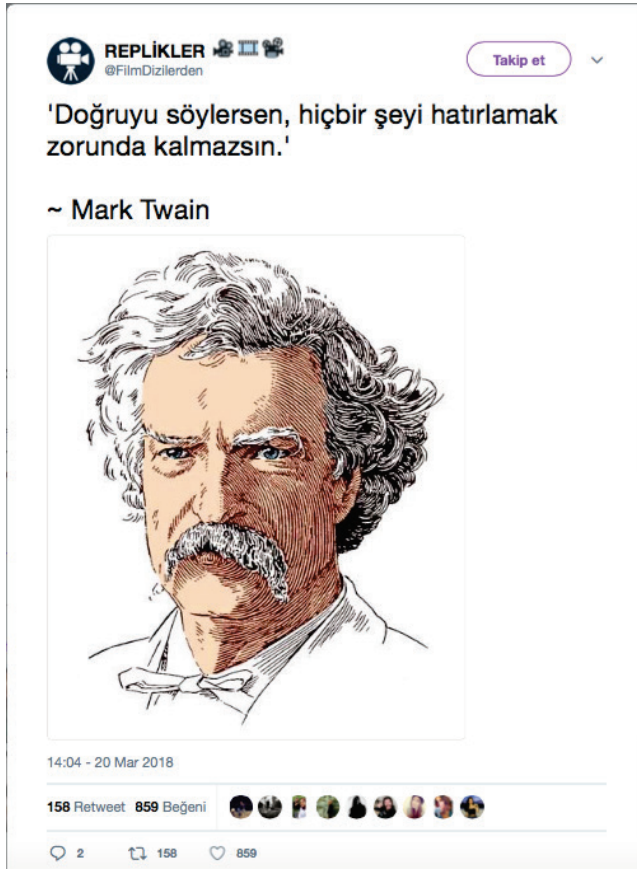 REPLİKLER
@FilmDizilerden
Takip et
'Doğruyu söylersen, hiçbir şeyi hatırlamak
zorunda kalmazsın.'
~ Mark Twain
14:04 - 20 Mar 2018
158 Retweet 859 Beğeni
2 158 859